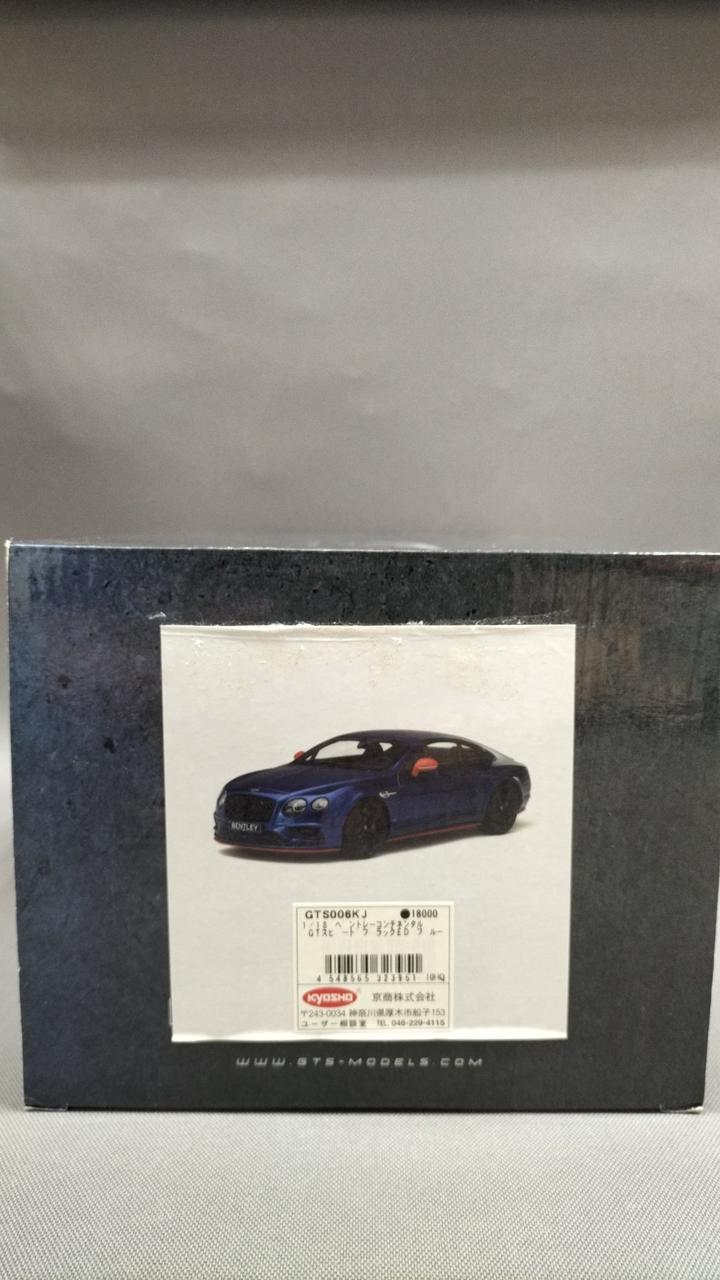 BENTLEY
GTS006KJ ●18000
1/18 ベントレーコンチネンタル
GTスピードブラックED ブルー
4 548565 323951
KYOSHO® 京商株式会社
〒243-0034 神奈川県厚木市船子153
ユーザー相談室 TEL.046-229-4115
WWW.GTS-MODELS.COM